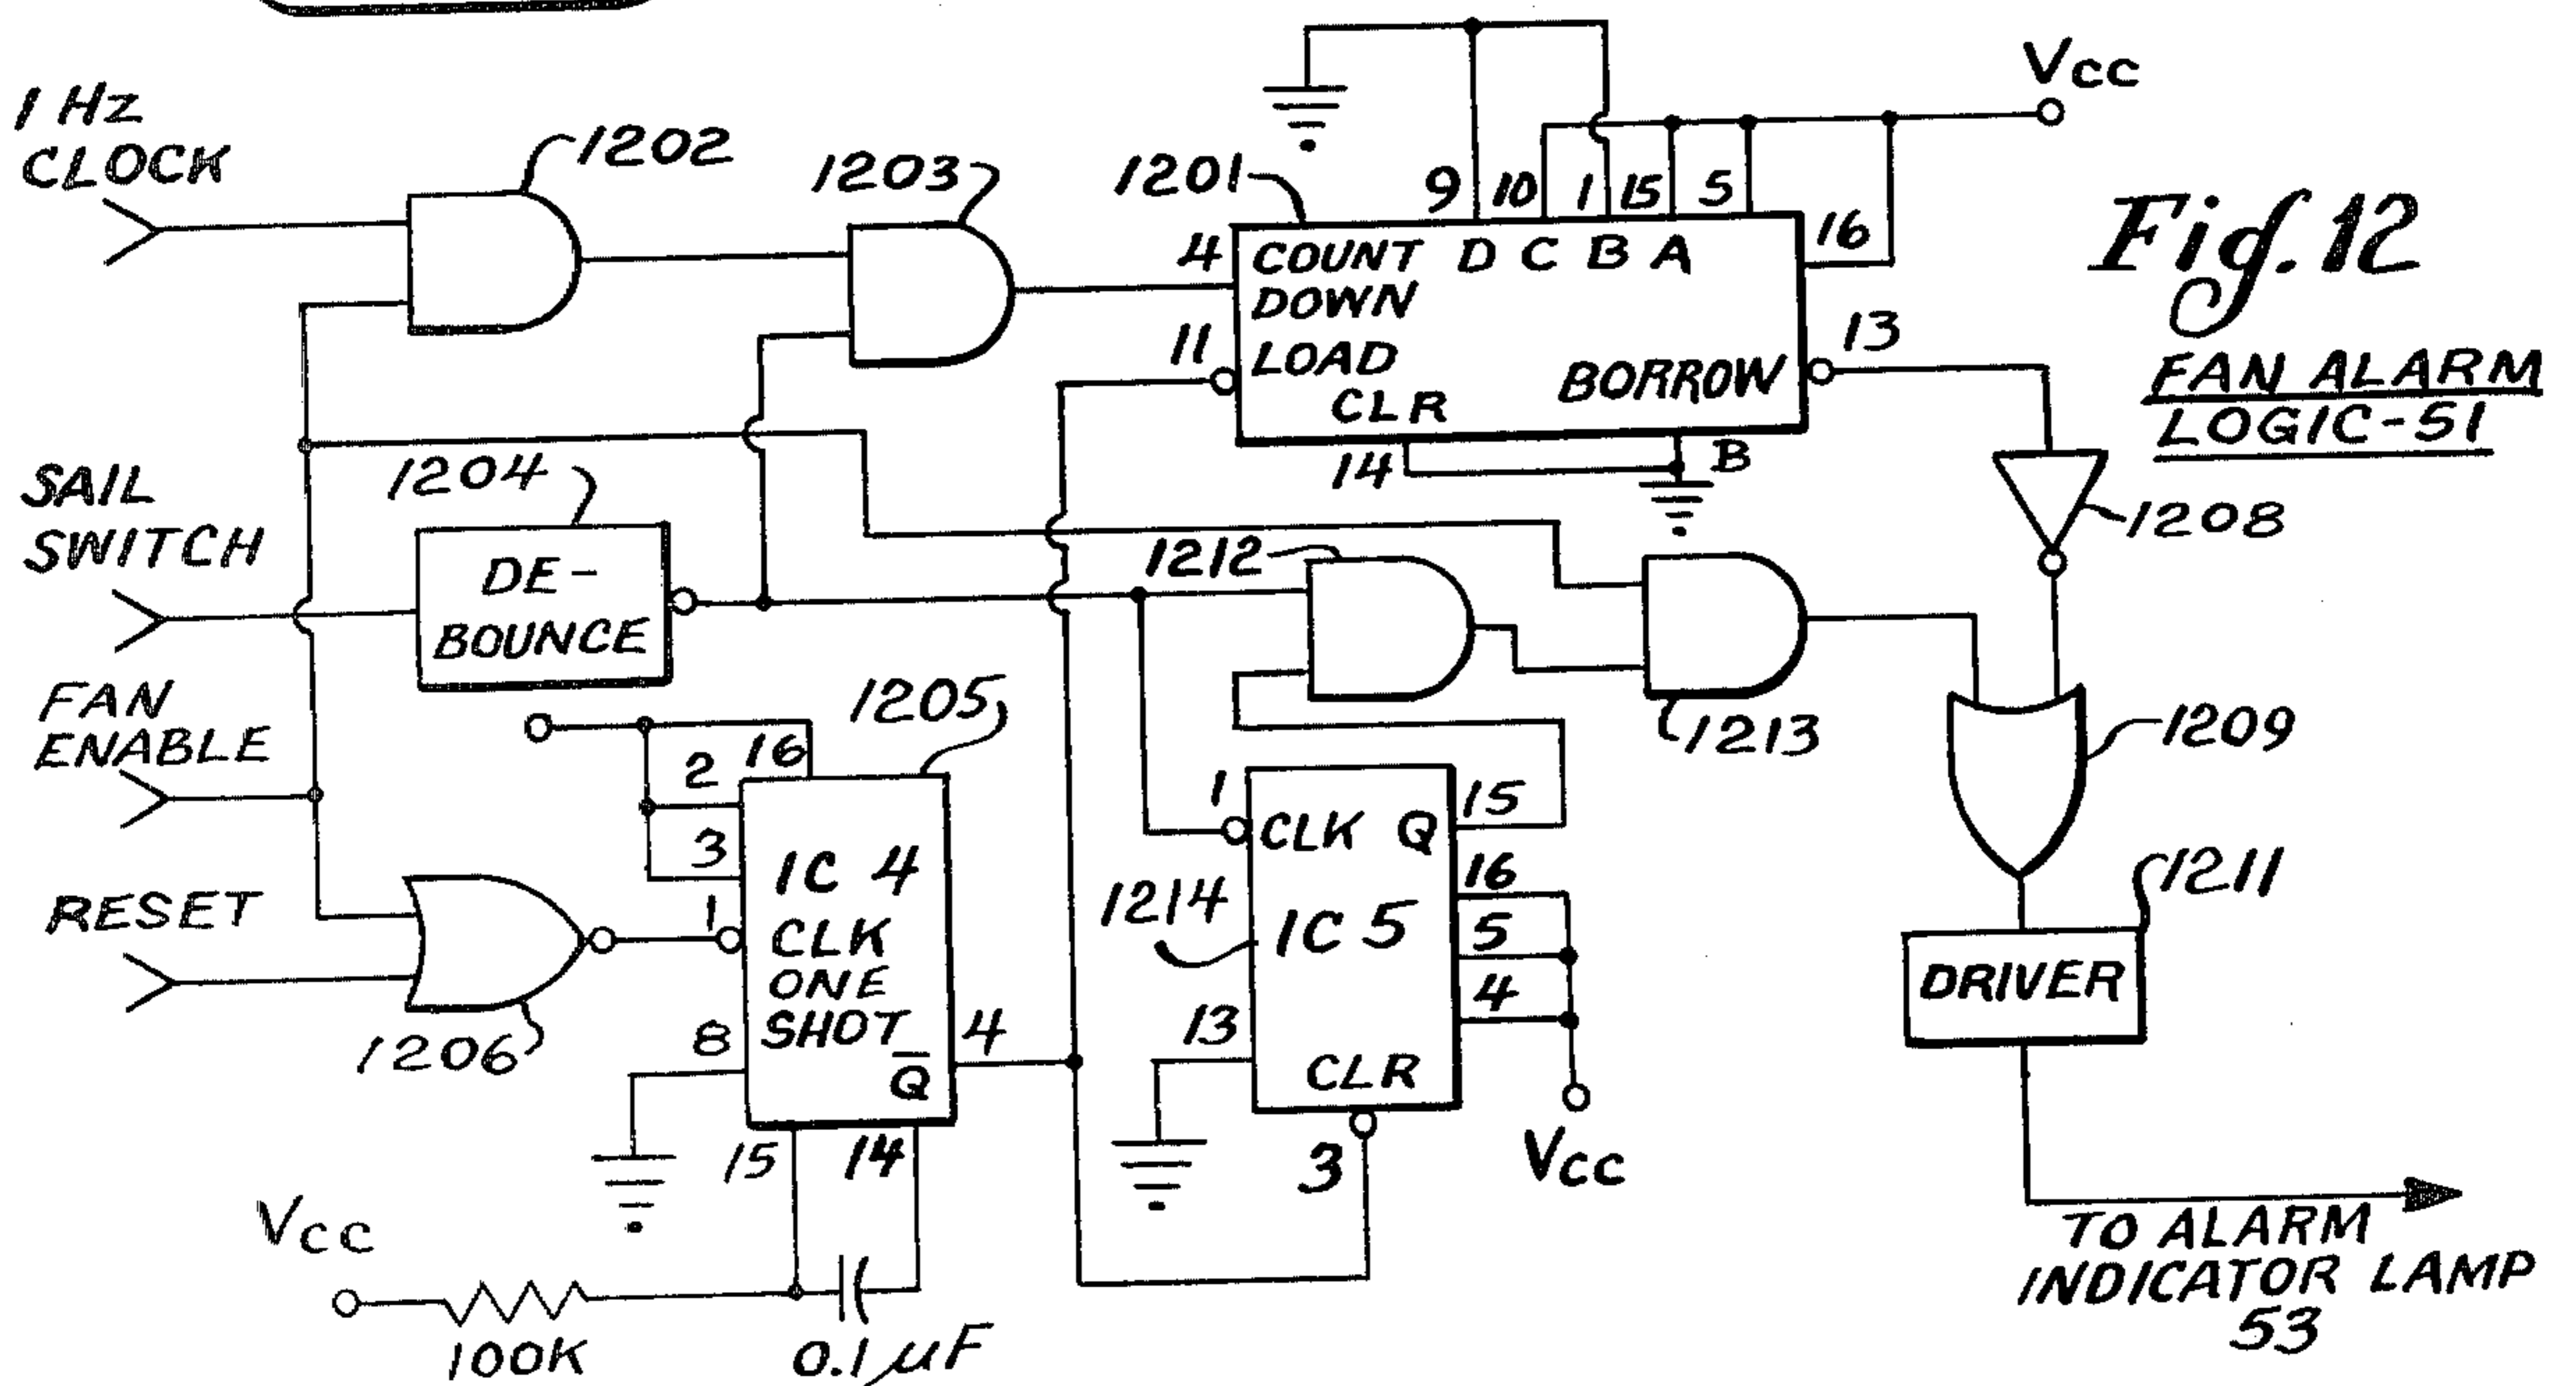 1 Hz
CLOCK
1202
1203
1201
VCC
9 10 1 15 5
16
4 COUNT D C B A
DOWN
11 LOAD
CLR
BORROW
13
14
B
Fig. 12
FAN ALARM
LOGIC-51
SAIL
SWITCH
1204
DE-
BOUNCE
1208
1212
1213
FAN
ENABLE
1205
1209
RESET
1206
16
2
3
1
8
IC 4
CLK
ONE
SHOT
Q̅
4
15
14
VCC
100K
0.1 µF
1214
1
CLK Q
15
IC 5
16
5
4
13
CLR
3
VCC
1211
DRIVER
TO ALARM
INDICATOR LAMP
53